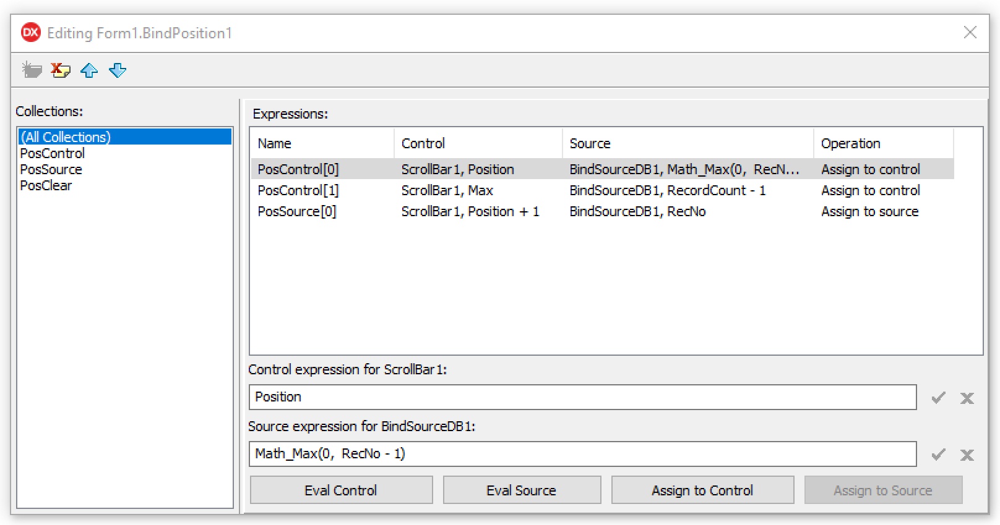 DX Editing Form1.BindPosition1
Collections:
(All Collections)
PosControl
PosSource
PosClear
Expressions:
Name Control Source Operation
PosControl[0] ScrollBar1, Position BindSourceDB1, Math_Max(0,  RecN... Assign to control
PosControl[1] ScrollBar1, Max BindSourceDB1, RecordCount - 1 Assign to control
PosSource[0] ScrollBar1, Position + 1 BindSourceDB1, RecNo Assign to source
Control expression for ScrollBar1:
Position
Source expression for BindSourceDB1:
Math_Max(0,  RecNo - 1)
Eval Control Eval Source Assign to Control Assign to Source